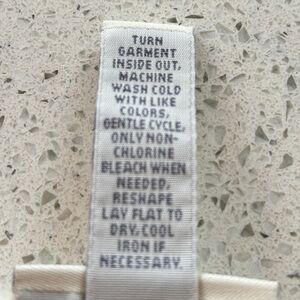 TURN
GARMENT
INSIDE OUT,
MACHINE
WASH COLD
WITH LIKE
COLORS,
GENTLE CYCLE,
ONLY NON-
CHLORINE
BLEACH WHEN
NEEDED,
RESHAPE
LAY FLAT TO
DRY, COOL
IRON IF
NECESSARY.